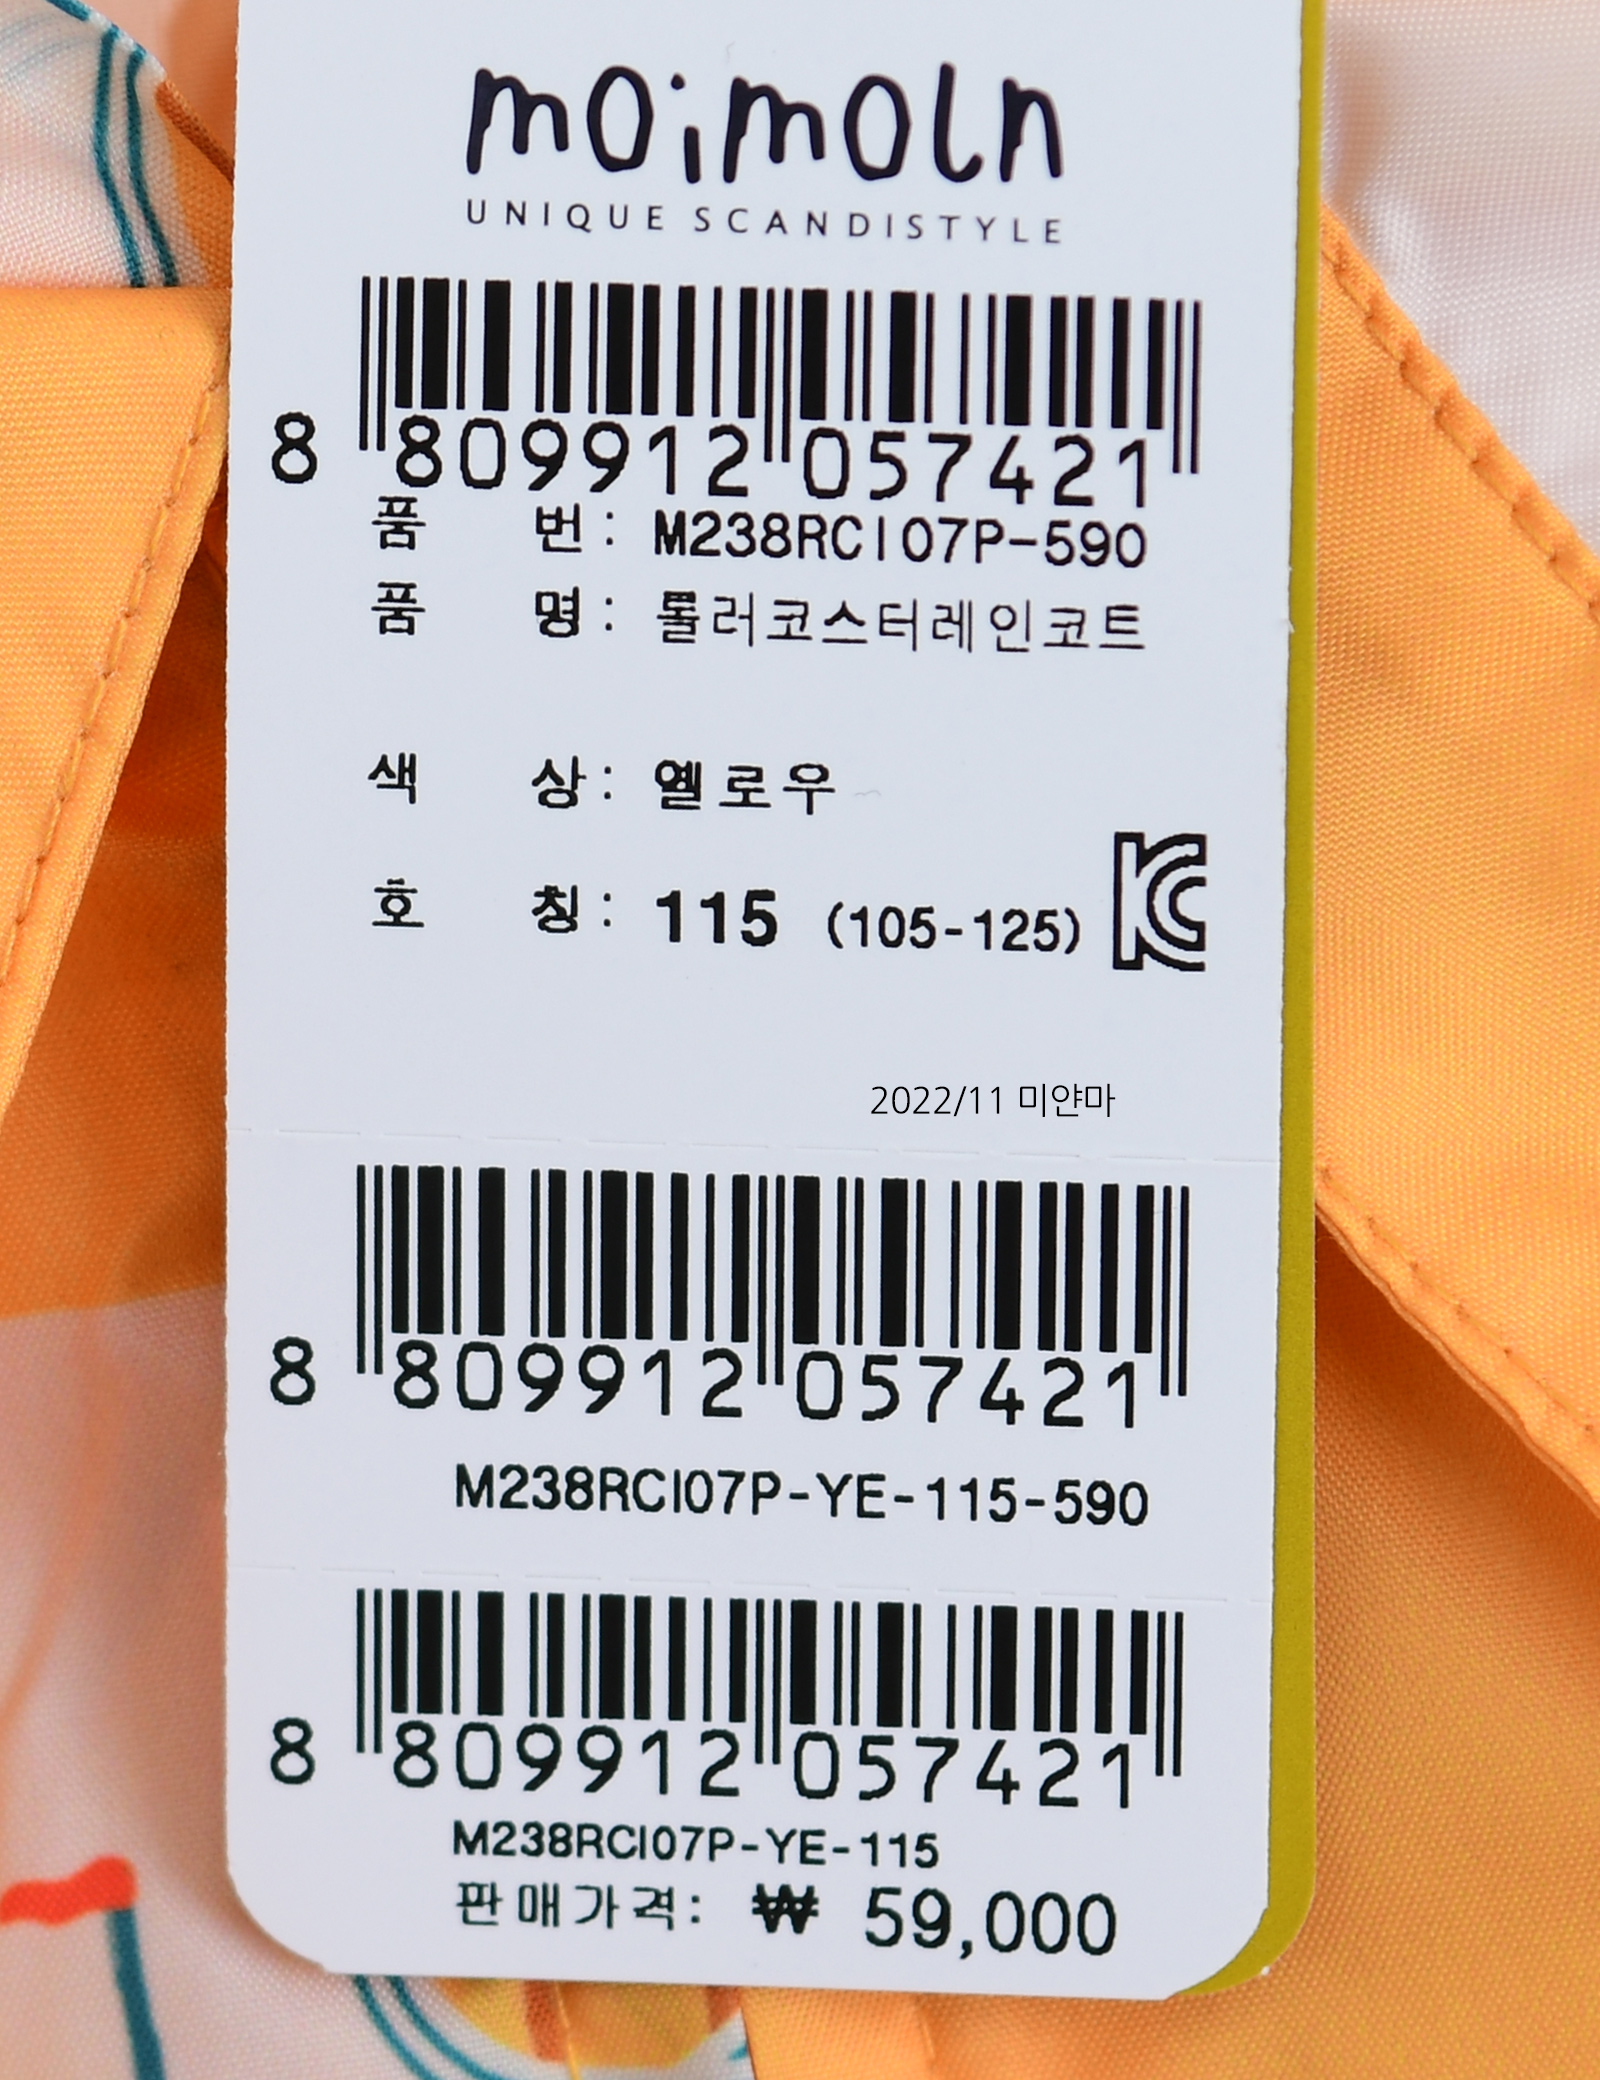 moimoln
UNIQUE SCANDISTYLE
8 809912 057421
품 번: M238RCI07P-590
품 명: 롤러코스터레인코트
색 상: 옐로우
호 칭: 115 (105-125)
2022/11 미얀마
8 809912 057421
M238RCI07P-YE-115-590
8 809912 057421
M238RCI07P-YE-115
판매가격: ₩ 59,000